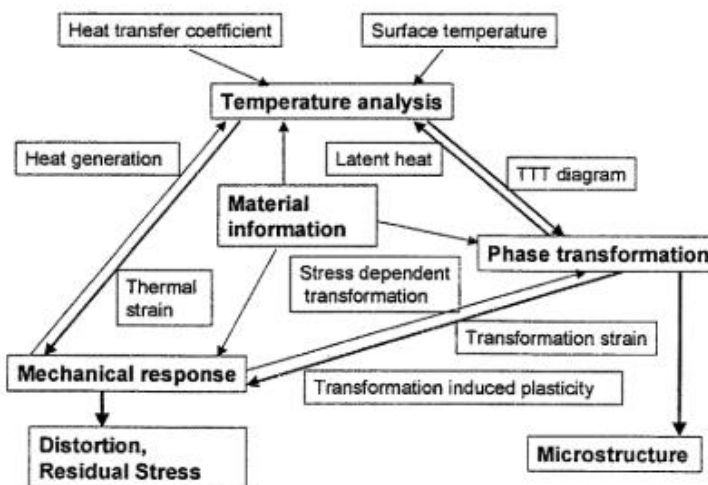 Heat transfer coefficient
Surface temperature
Temperature analysis
Heat generation
Latent heat
TTT diagram
Material
information
Phase transformation
Thermal
strain
Stress dependent
transformation
Transformation strain
Mechanical response
Transformation induced plasticity
Distortion,
Residual Stress
Microstructure